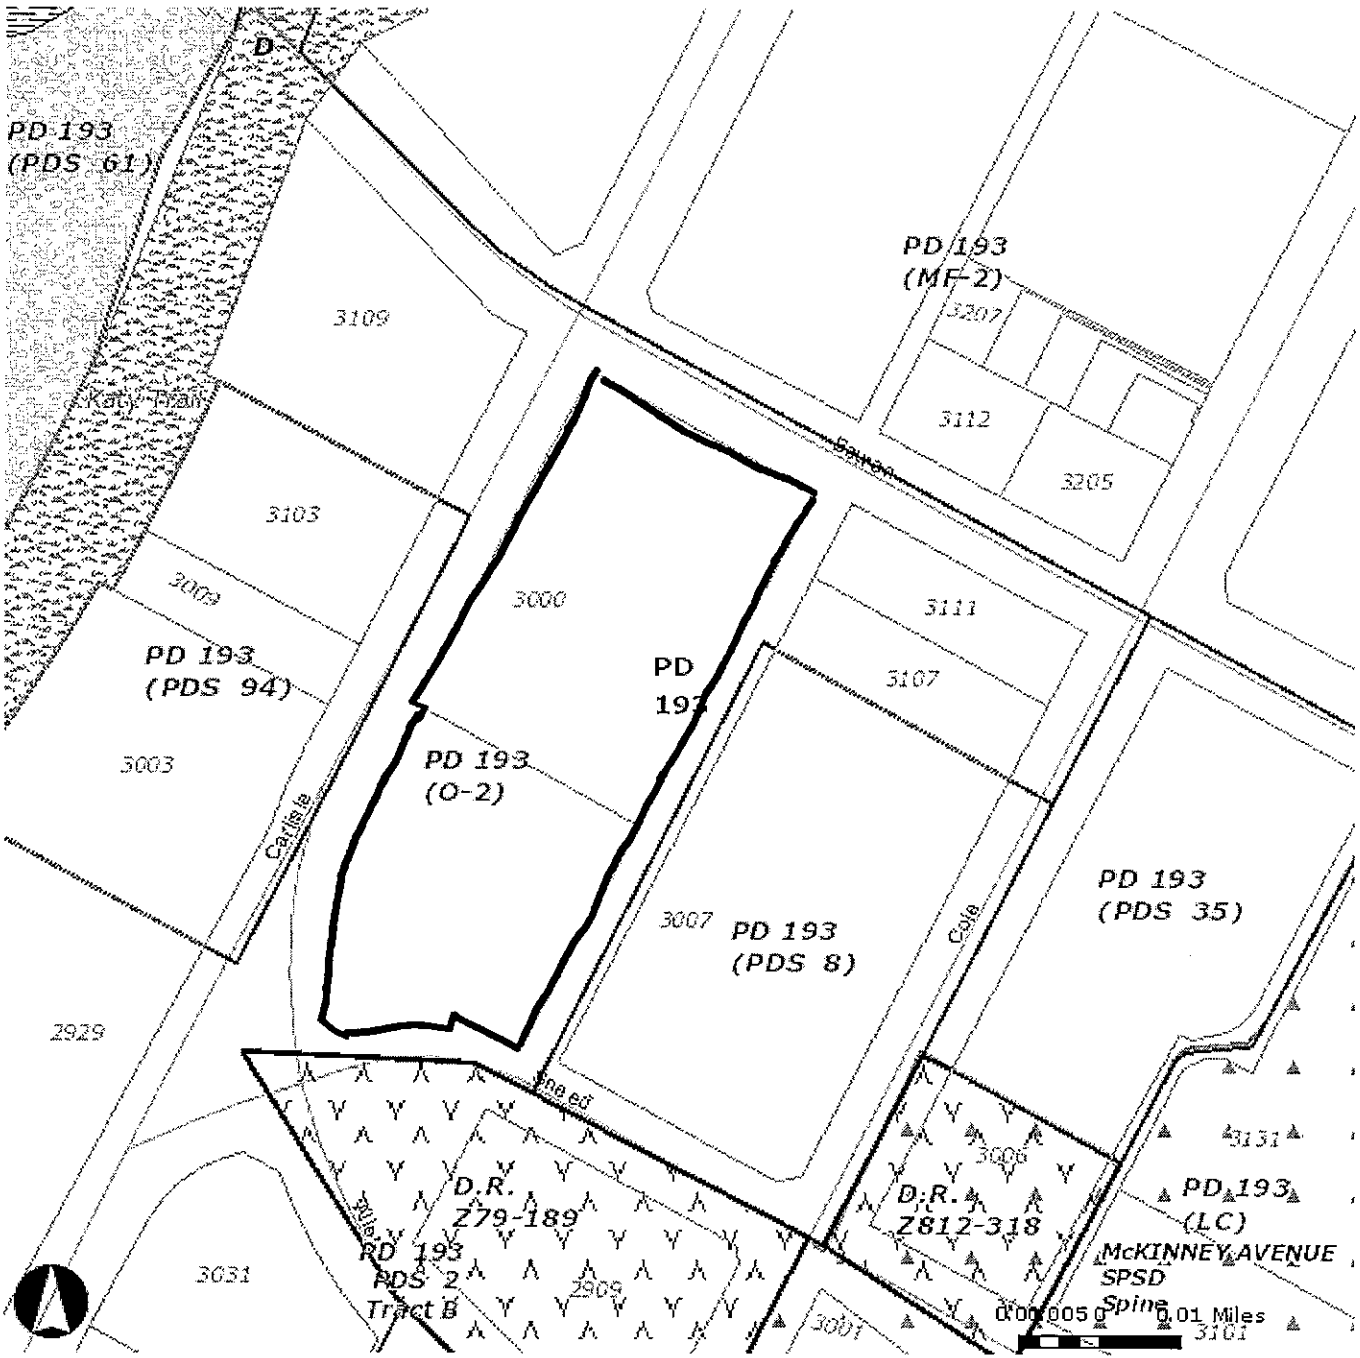 D
PD 193
(PDS 61)
PD 193
(MF-2)
3207
3109
Katy Trail
3112
3205
3103
3009
3000
3111
3107
PD
193
PD 193
(PDS 94)
3003
PD 193
(O-2)
Carlisle
3007
PD 193
(PDS 8)
Cole
PD 193
(PDS 35)
2929
Sneed
3006
3131
D.R.
Z79-189
D.R.
Z812-318
PD 193
(LC)
PD 193
PDS 2
Tract B
McKINNEY AVENUE
SPSD
Spine
3031
2909
3001
0.01 Miles
3101